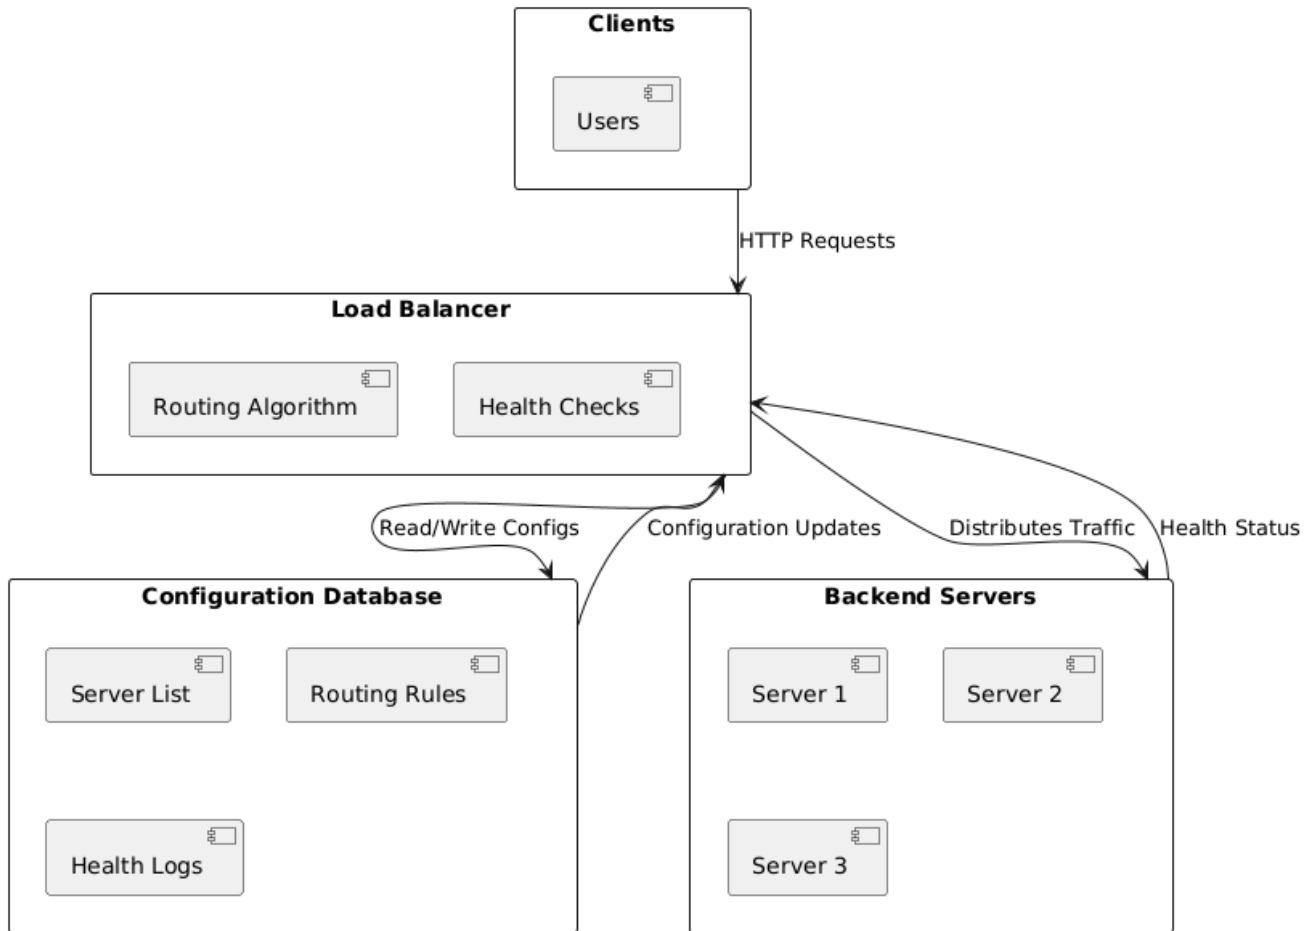 Clients
Users
HTTP Requests
Load Balancer
Routing Algorithm
Health Checks
Read/Write Configs
Configuration Updates
Distributes Traffic
Health Status
Configuration Database
Server List
Routing Rules
Health Logs
Backend Servers
Server 1
Server 2
Server 3